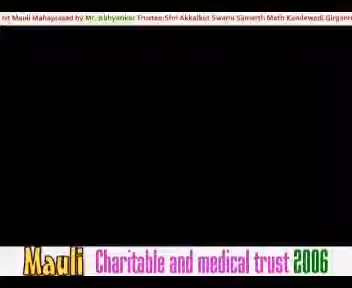 nt Mauli Mahaprasad by Mr. Abhyankar Trustee,Shri Akkalkot Swami Samarth Math Kandewadi Girgaon
Mauli Charitable and medical trust 2006